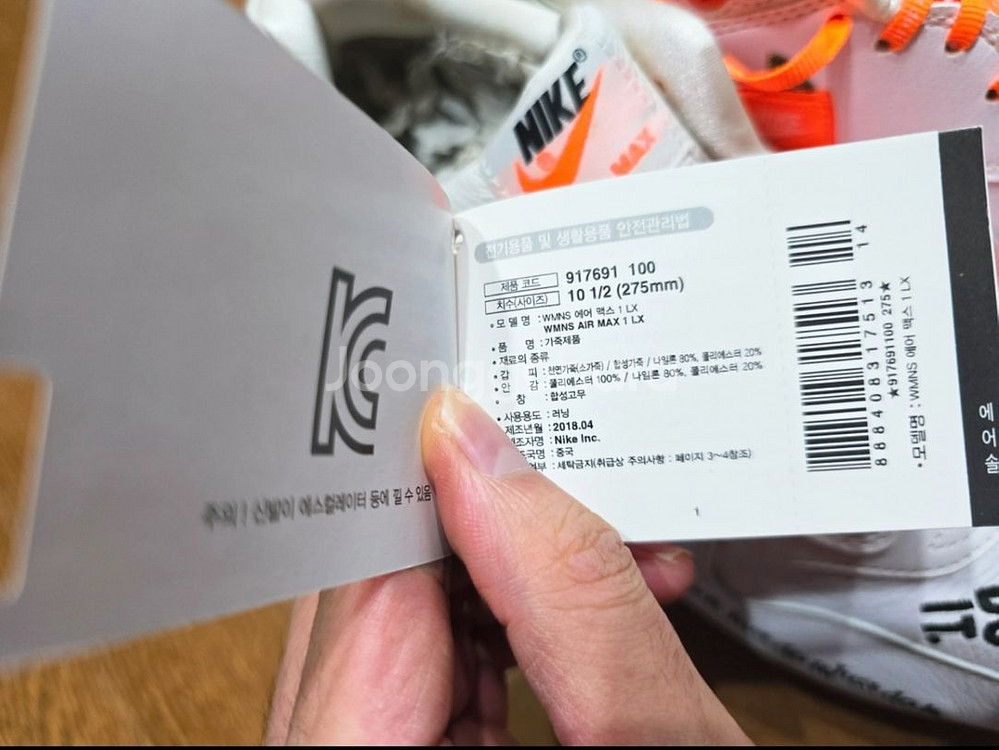 주의! 신발이 에스컬레이터 등에 낄 수 있음
NIKE®
MAX
전기용품 및 생활용품 안전관리법
제품 코드 917691 100
치수(사이즈) 10 1/2 (275mm)
• 모 델 명 : WMNS 에어 맥스 1 LX
WMNS AIR MAX 1 LX
• 품 명 : 가죽제품
• 재료의 종류
• 갑 피 : 천연가죽(소가죽) / 합성가죽 / 나일론 80%, 폴리에스터 20%
• 안 감 : 폴리에스터 100% / 나일론 80%, 폴리에스터 20%
• 창 : 합성고무
• 사용용도 : 러닝
제조년월 : 2018.04
제조자명 : Nike Inc.
조국명 : 중국
여부 : 세탁금지(취급상 주의사항 : 페이지 3~4참조)
1
14
888408317513
★917691100 275★
• 모델명 : WMNS 에어 맥스 1 LX
에
어
솔
DO
IT.
Joong